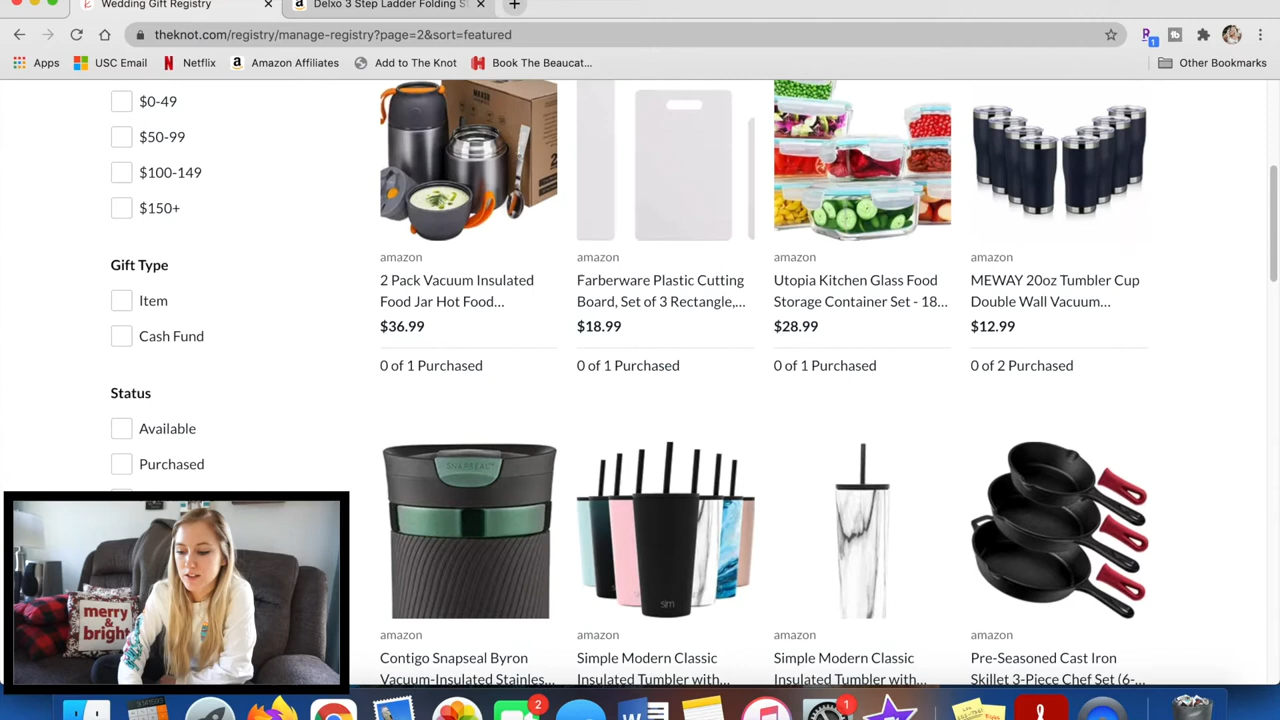 Wedding Gift Registry
Delxo 3 Step Ladder Folding St
theknot.com/registry/manage-registry?page=2&sort=featured
1
Apps
USC Email
Netflix
Amazon Affiliates
Add to The Knot
Book The Beaucat...
Other Bookmarks
$0-49
$50-99
$100-149
$150+
Gift Type
Item
Cash Fund
Status
Available
Purchased
amazon
2 Pack Vacuum Insulated
Food Jar Hot Food...
$36.99
0 of 1 Purchased
amazon
Farberware Plastic Cutting
Board, Set of 3 Rectangle,...
$18.99
0 of 1 Purchased
amazon
Utopia Kitchen Glass Food
Storage Container Set - 18...
$28.99
0 of 1 Purchased
amazon
MEWAY 20oz Tumbler Cup
Double Wall Vacuum...
$12.99
0 of 2 Purchased
SNAPSEAL
sim
amazon
Contigo Snapseal Byron
Vacuum-Insulated Stainles...
amazon
Simple Modern Classic
Insulated Tumbler with
amazon
Simple Modern Classic
Insulated Tumbler with
amazon
Pre-Seasoned Cast Iron
Skillet 3-Piece Chef Set (6-...
merry
&
bright
2
W
1